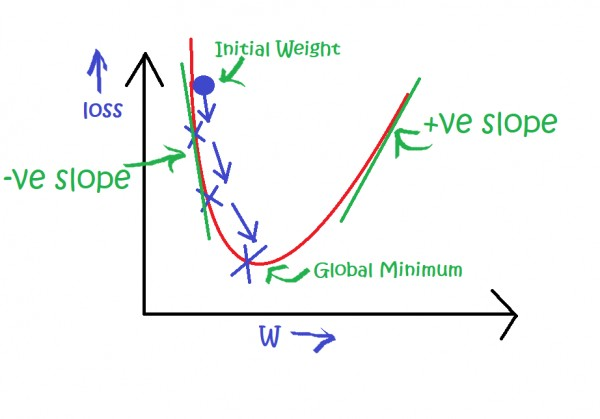 Initial Weight
loss
+ve slope
-ve slope
Global Minimum
W